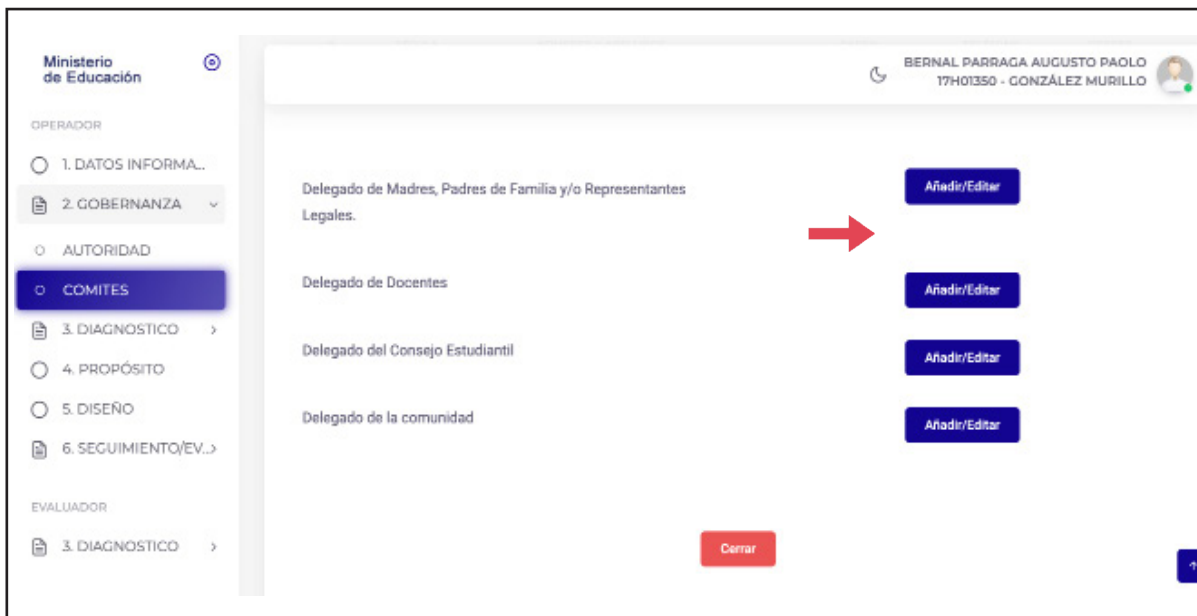 Ministerio
de Educación
BERNAL PARRAGA AUGUSTO PAOLO
17H01350 - GONZÁLEZ MURILLO
OPERADOR
1. DATOS INFORMA...
2. GOBERNANZA
AUTORIDAD
COMITES
3. DIAGNOSTICO
4. PROPÓSITO
5. DISEÑO
6. SEGUIMIENTO/EV...
EVALUADOR
3. DIAGNOSTICO
Delegado de Madres, Padres de Familia y/o Representantes
Legales.
Añadir/Editar
Delegado de Docentes
Añadir/Editar
Delegado del Consejo Estudiantil
Añadir/Editar
Delegado de la comunidad
Añadir/Editar
Cerrar